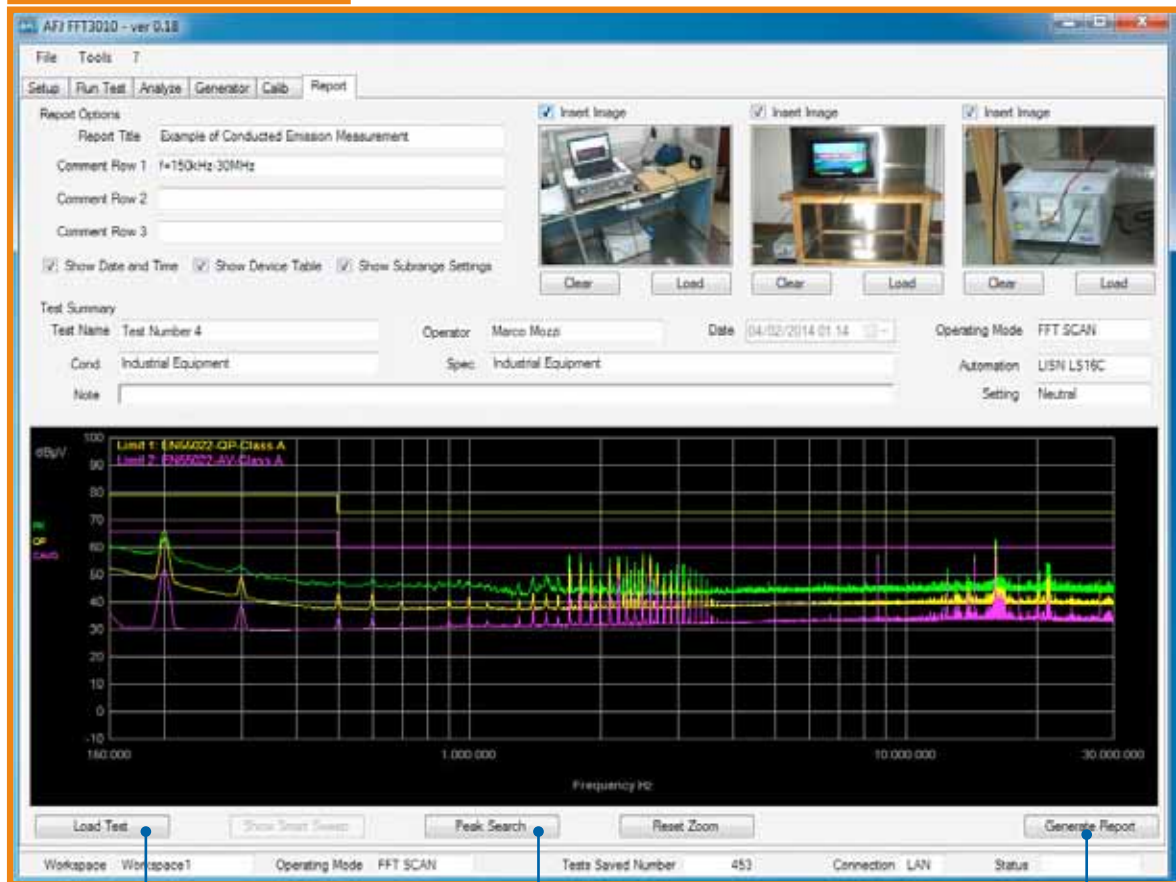 AFJ FFT3010 - ver 0.18
File Tools ?
Setup Run Test Analyze Generator Calib Report
Report Options
Report Title Example of Conducted Emission Measurement
Comment Row 1 f=150kHz-30MHz
Comment Row 2
Comment Row 3
Show Date and Time Show Device Table Show Subrange Settings
Insert Image Insert Image Insert Image
Clear Load Clear Load Clear Load
Test Summary
Test Name Test Number 4 Operator Marco Mozzi Date 04/02/2014 01.14 Operating Mode FFT SCAN
Cond Industrial Equipment Spec. Industrial Equipment Automation LISN LS16C
Note Setting Neutral
dBµV
100
Limit 1: EN55022-QP-Class A
90
Limit 2: EN55022-AV-Class A
80
70
PK
QP
60
CAVG
50
40
30
20
10
0
-10
1.000.000 10.000.000 30.000.000
Frequency Hz
Load Test Show Smart Sweep Peak Search Reset Zoom Generate Report
Workspace Workspace1 Operating Mode FFT SCAN Tests Saved Number 453 Connection LAN Status